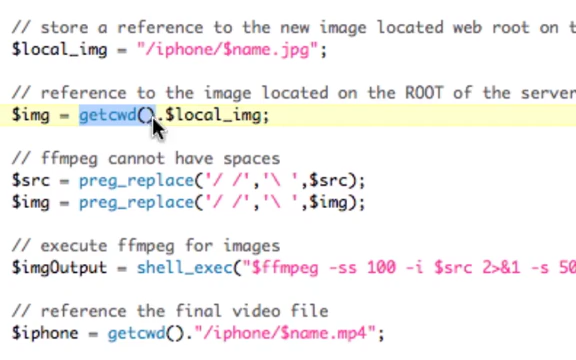 // store a reference to the new image located web root on
$local_img = "/iphone/$name.jpg";
// reference to the image located on the ROOT of the server
$img = getcwd().$local_img;
// ffmpeg cannot have spaces
$src = preg_replace('/ /','\ ',$src);
$img = preg_replace('/ /','\ ',$img);
// execute ffmpeg for images
$imgOutput = shell_exec("$ffmpeg -ss 100 -i $src 2>&1 -s 50
// reference the final video file
$iphone = getcwd()."/iphone/$name.mp4";